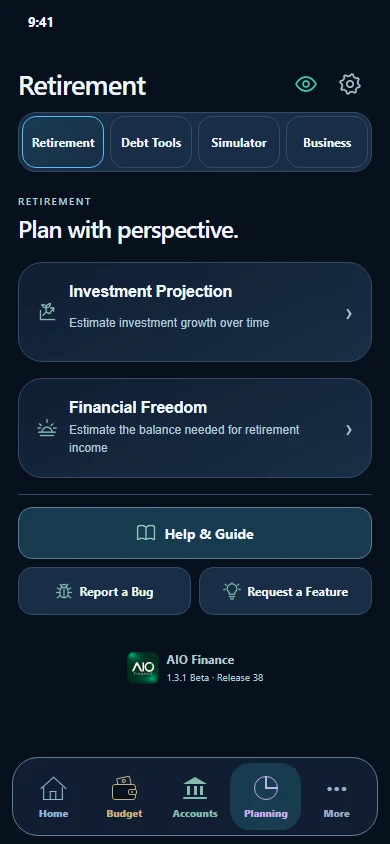 9:41
Retirement
Retirement
Debt Tools
Simulator
Business
RETIREMENT
Plan with perspective.
Investment Projection
Estimate investment growth over time
Financial Freedom
Estimate the balance needed for retirement
income
Help & Guide
Report a Bug
Request a Feature
AIO
FINANCE
AIO Finance
1.3.1 Beta · Release 38
Home
Budget
Accounts
Planning
More